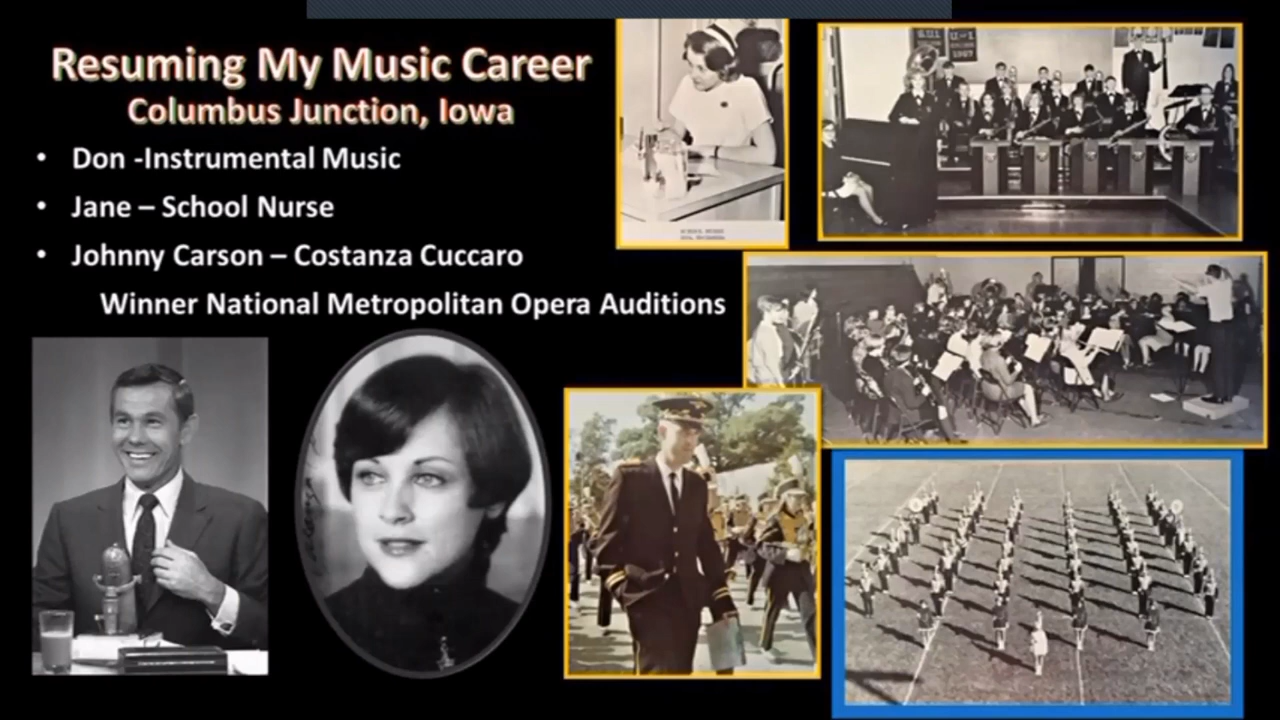 Resuming My Music Career
Columbus Junction, Iowa
• Don -Instrumental Music
• Jane – School Nurse
• Johnny Carson – Costanza Cuccaro
Winner National Metropolitan Opera Auditions